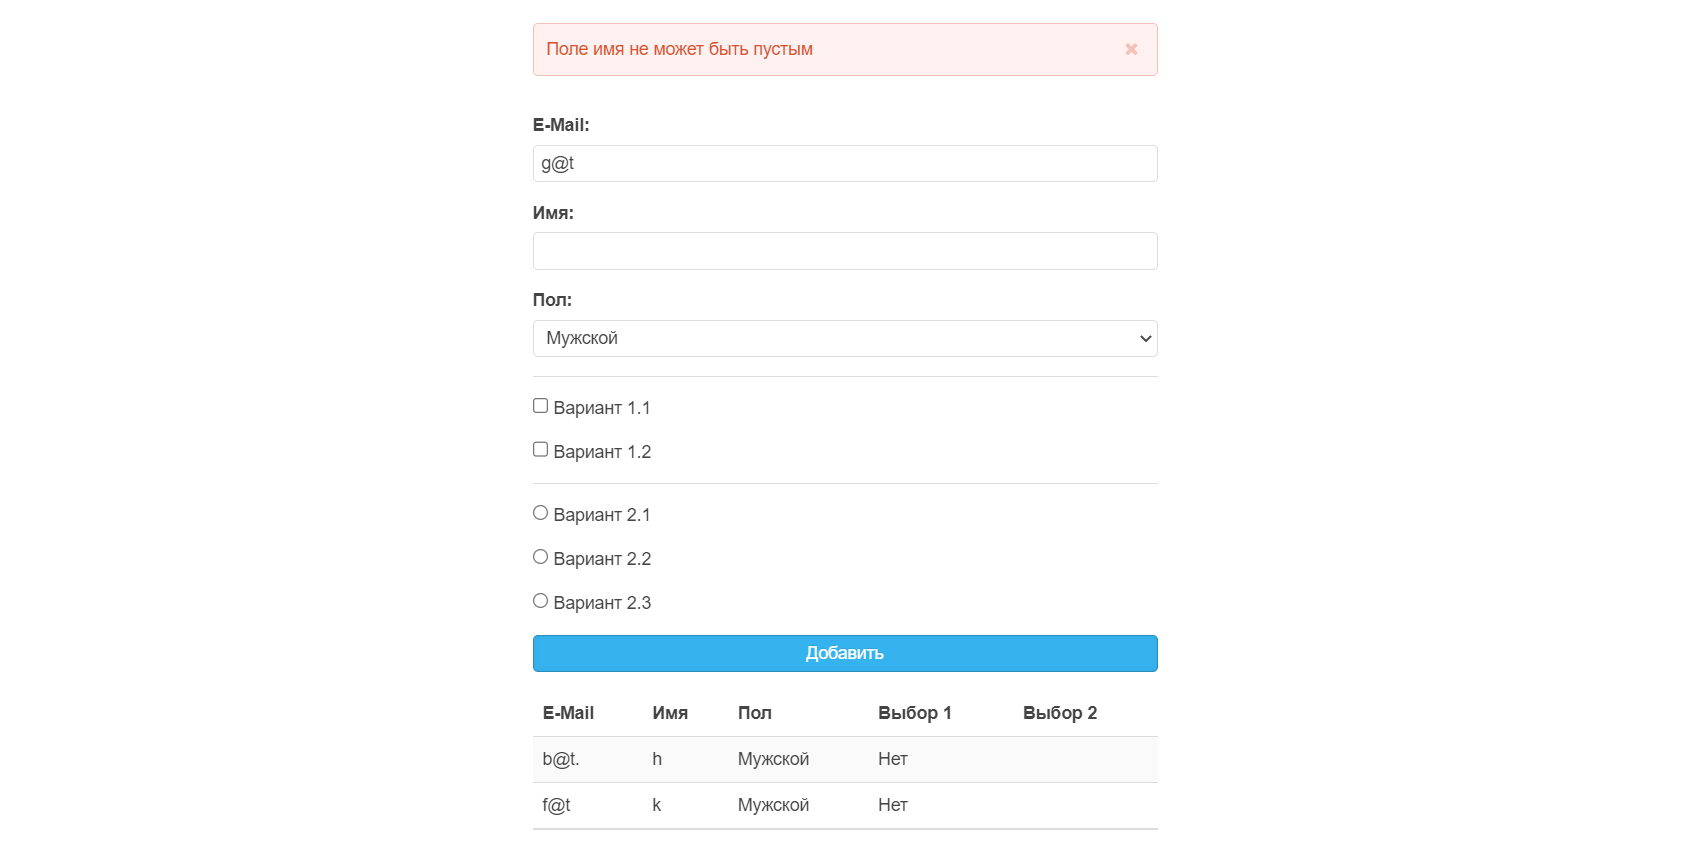 Поле имя не может быть пустым
E-Mail:
g@t
Имя:
Пол:
Мужской
Вариант 1.1
Вариант 1.2
Вариант 2.1
Вариант 2.2
Вариант 2.3
Добавить
E-Mail Имя Пол Выбор 1 Выбор 2
b@t. h Мужской Нет
f@t k Мужской Нет